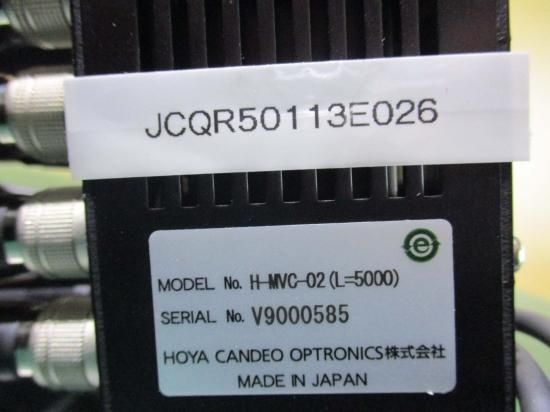 JCQR50113E026
e
MODEL No. H-MVC-02(L=5000)
SERIAL No. V9000585
HOYA CANDEO OPTRONICS株式会社
MADE IN JAPAN